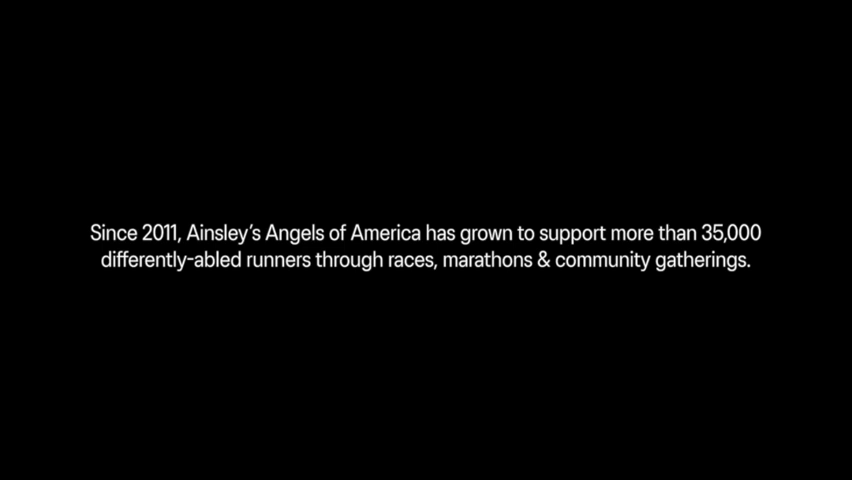 Since 2011, Ainsley’s Angels of America has grown to support more than 35,000
differently-abled runners through races, marathons & community gatherings.